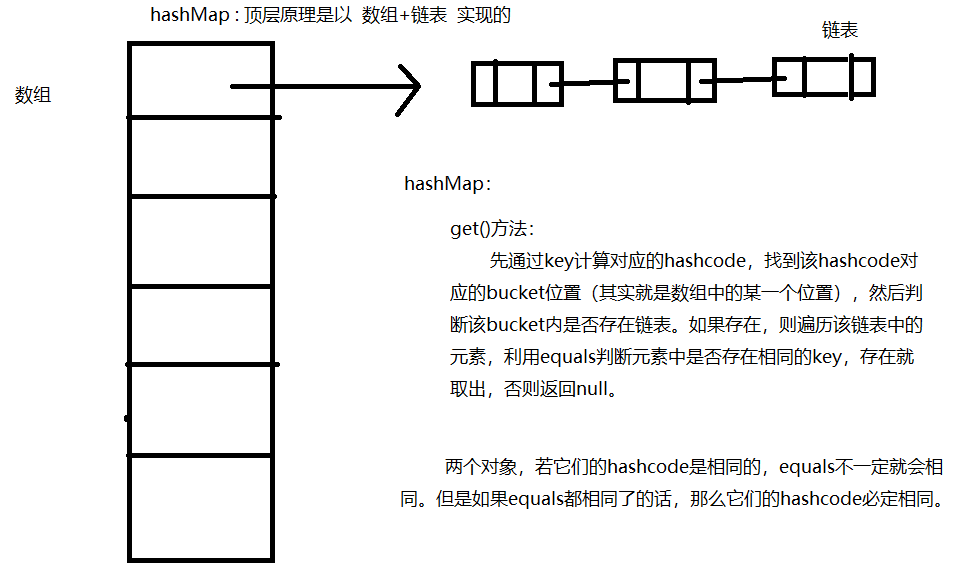 hashMap : 顶层原理是以 数组+链表 实现的
链表
数组
hashMap：
get()方法：
先通过key计算对应的hashcode，找到该hashcode对
应的bucket位置（其实就是数组中的某一个位置），然后判
断该bucket内是否存在链表。如果存在，则遍历该链表中的
元素，利用equals判断元素中是否存在相同的key，存在就
取出，否则返回null。
两个对象，若它们的hashcode是相同的，equals不一定就会相
同。但是如果equals都相同了的话，那么它们的hashcode必定相同。